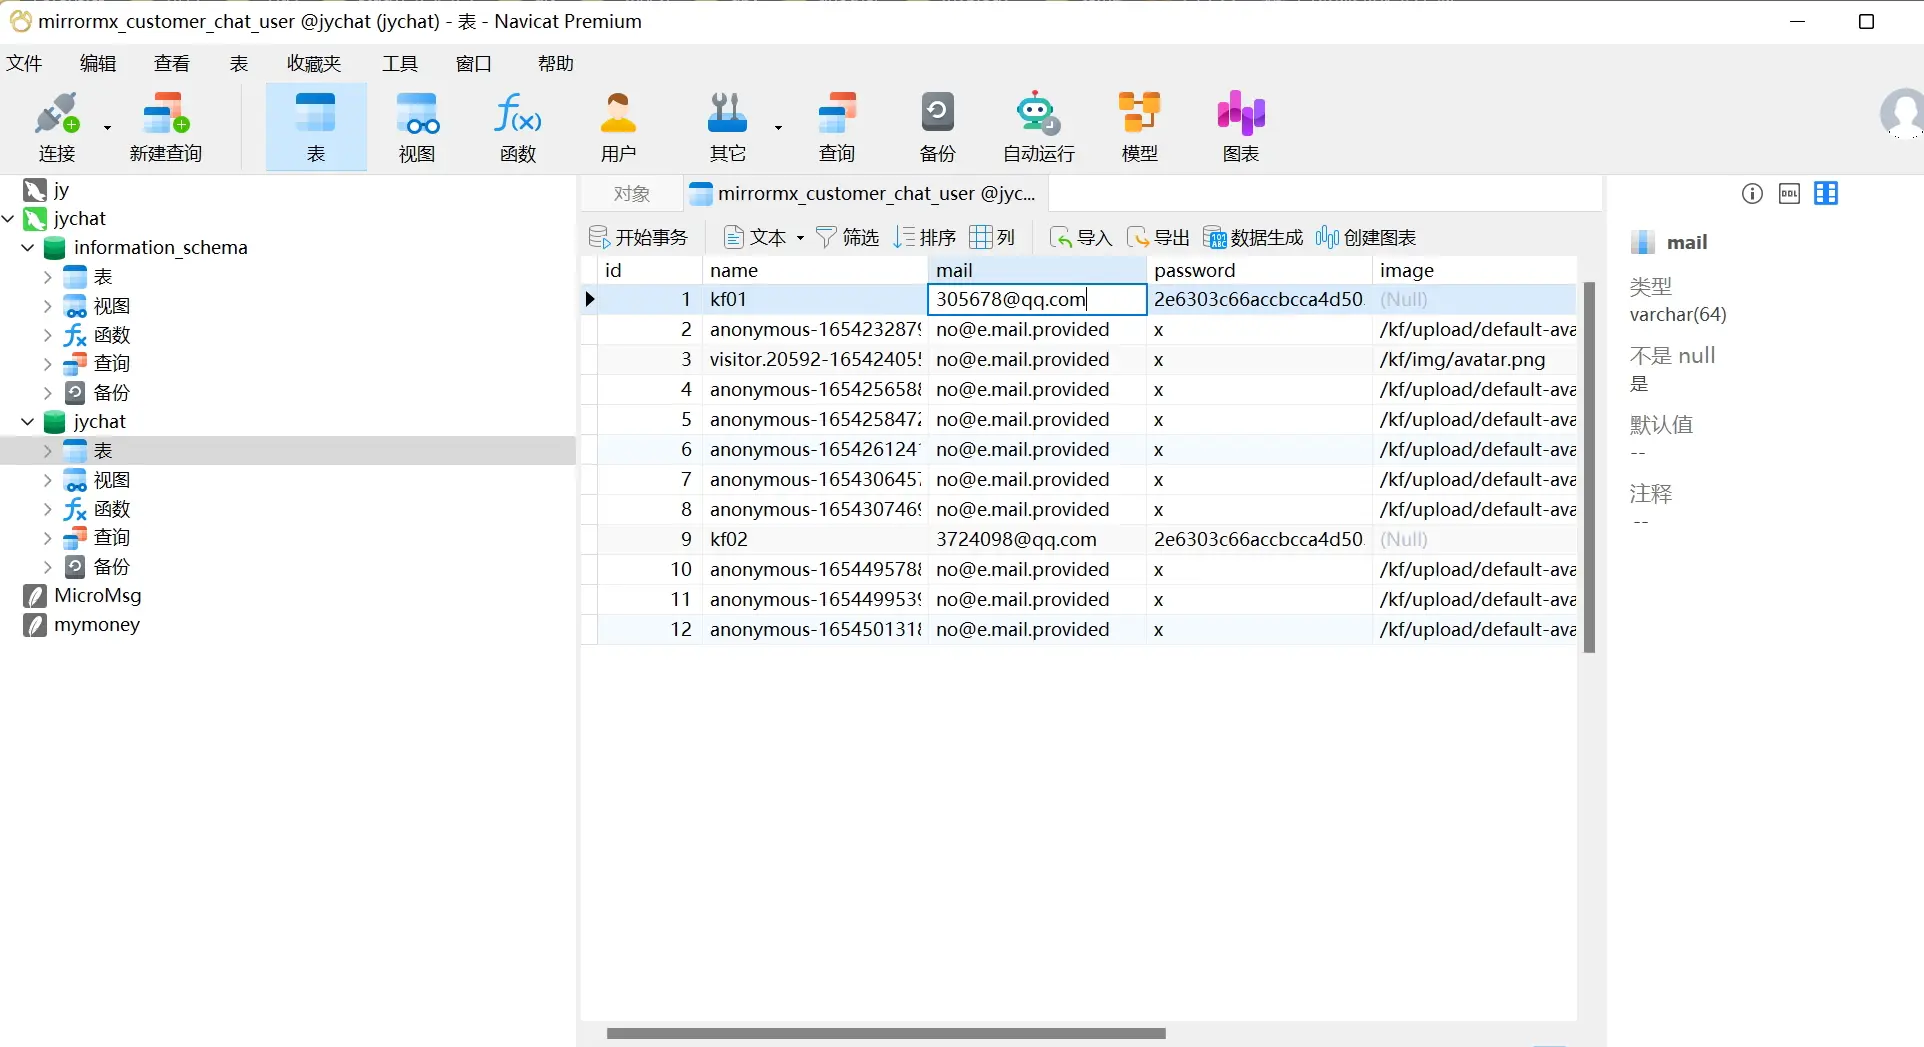 mirrormx_customer_chat_user @jychat (jychat) - 表 - Navicat Premium
文件 编辑 查看 表 收藏夹 工具 窗口 帮助
连接 新建查询 表 视图 函数 用户 其它 查询 备份 自动运行 模型 图表
jy
jychat
information_schema
表
视图
函数
查询
备份
jychat
表
视图
函数
查询
备份
MicroMsg
mymoney
对象 mirrormx_customer_chat_user @jyc...
开始事务 文本 筛选 排序 列 导入 导出 数据生成 创建图表
id name mail password image
1 kf01 305678@qq.com 2e6303c66accbcca4d50 (Null)
2 anonymous-1654232879 no@e.mail.provided x /kf/upload/default-ava
3 visitor.20592-165424055 no@e.mail.provided x /kf/img/avatar.png
4 anonymous-1654256588 no@e.mail.provided x /kf/upload/default-ava
5 anonymous-1654258472 no@e.mail.provided x /kf/upload/default-ava
6 anonymous-165426124 no@e.mail.provided x /kf/upload/default-ava
7 anonymous-1654306457 no@e.mail.provided x /kf/upload/default-ava
8 anonymous-1654307469 no@e.mail.provided x /kf/upload/default-ava
9 kf02 3724098@qq.com 2e6303c66accbcca4d50 (Null)
10 anonymous-1654495788 no@e.mail.provided x /kf/upload/default-ava
11 anonymous-1654499539 no@e.mail.provided x /kf/upload/default-ava
12 anonymous-1654501318 no@e.mail.provided x /kf/upload/default-ava
mail
类型
varchar(64)
不是 null
是
默认值
--
注释
--